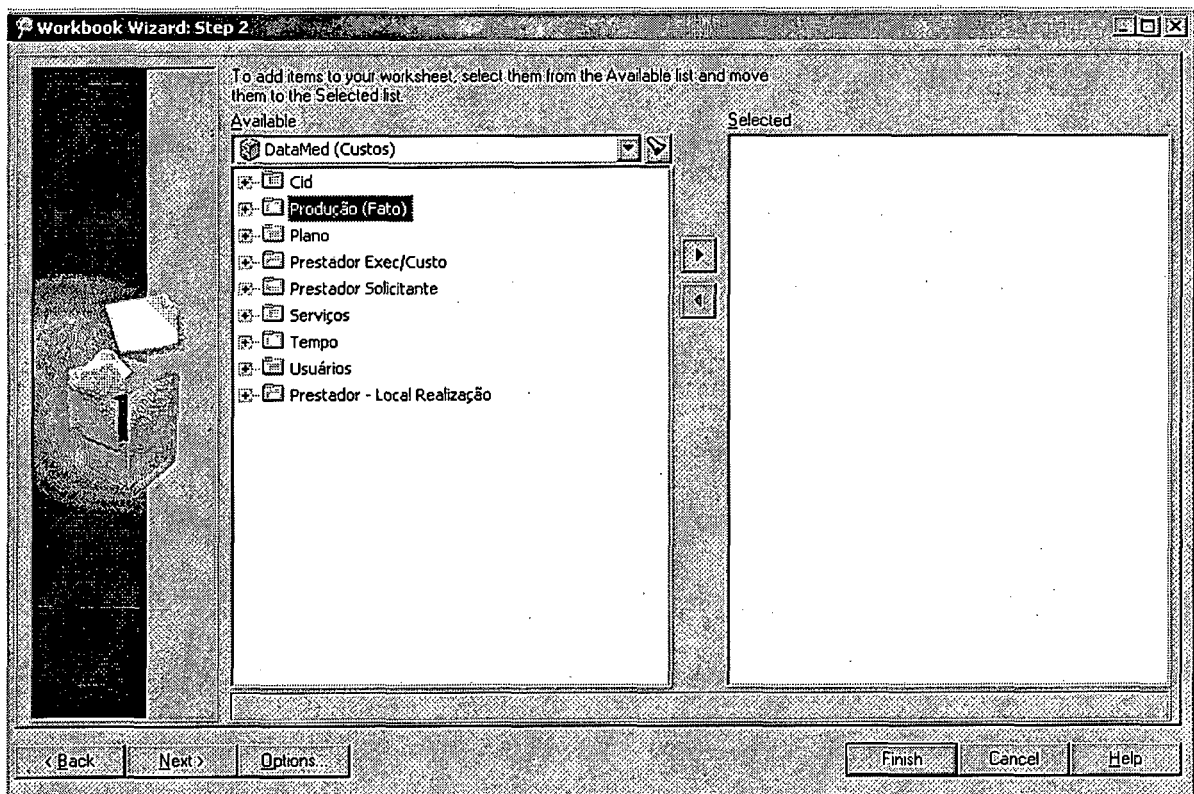 Workbook Wizard: Step 2
To add items to your worksheet, select them from the Available list and move
them to the Selected list.
Available
Selected
DataMed (Custos)
Cid
Produção (Fato)
Plano
Prestador Exec/Custo
Prestador Solicitante
Serviços
Tempo
Usuários
Prestador - Local Realização
< Back
Next >
Options...
Finish
Cancel
Help